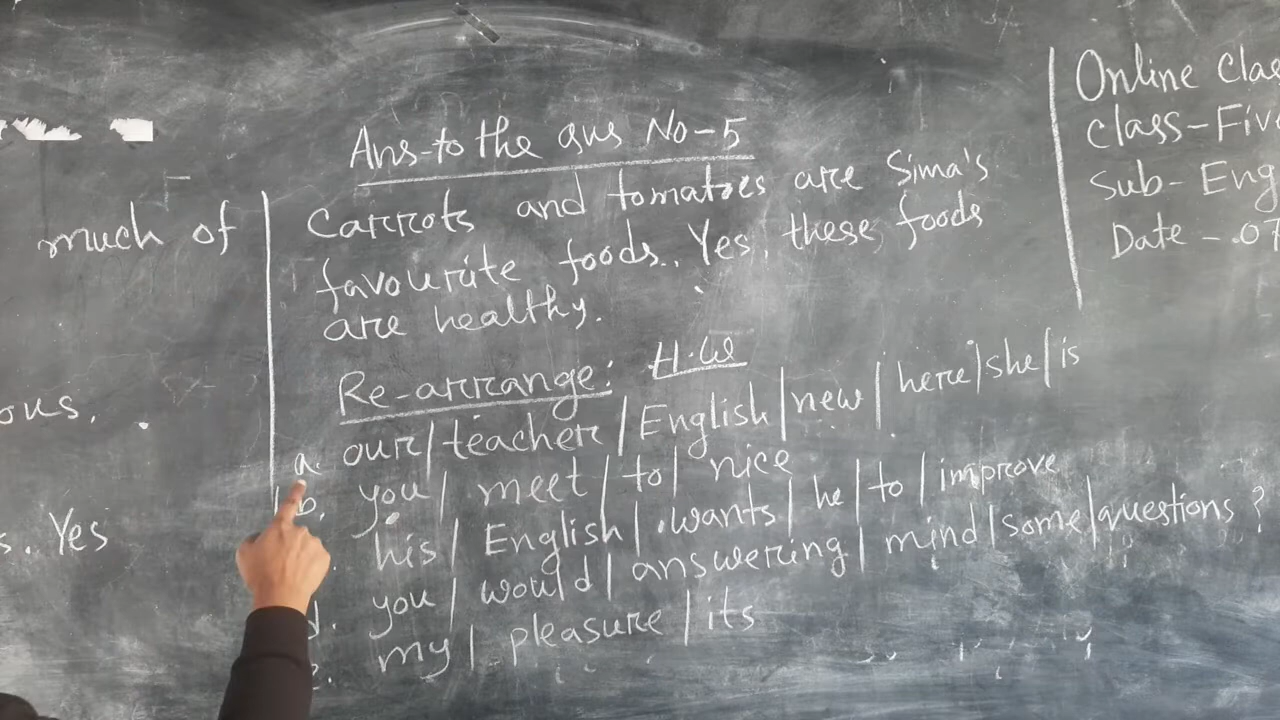 much of
ous.
s. Yes
Ans-to the qus No-5
Carrots and tomatoes are Sima's
favourite foods. Yes, these foods
are healthy.
Re-arrange: H.W
a. our/teacher/English/new/here/she/is
b. you/meet/to/nice
his/English/wants/he/to/improve
d. you/would/answering/mind/some/questions?
my/pleasure/its
Online Clas
Class-Five
Sub-Eng
Date-.07